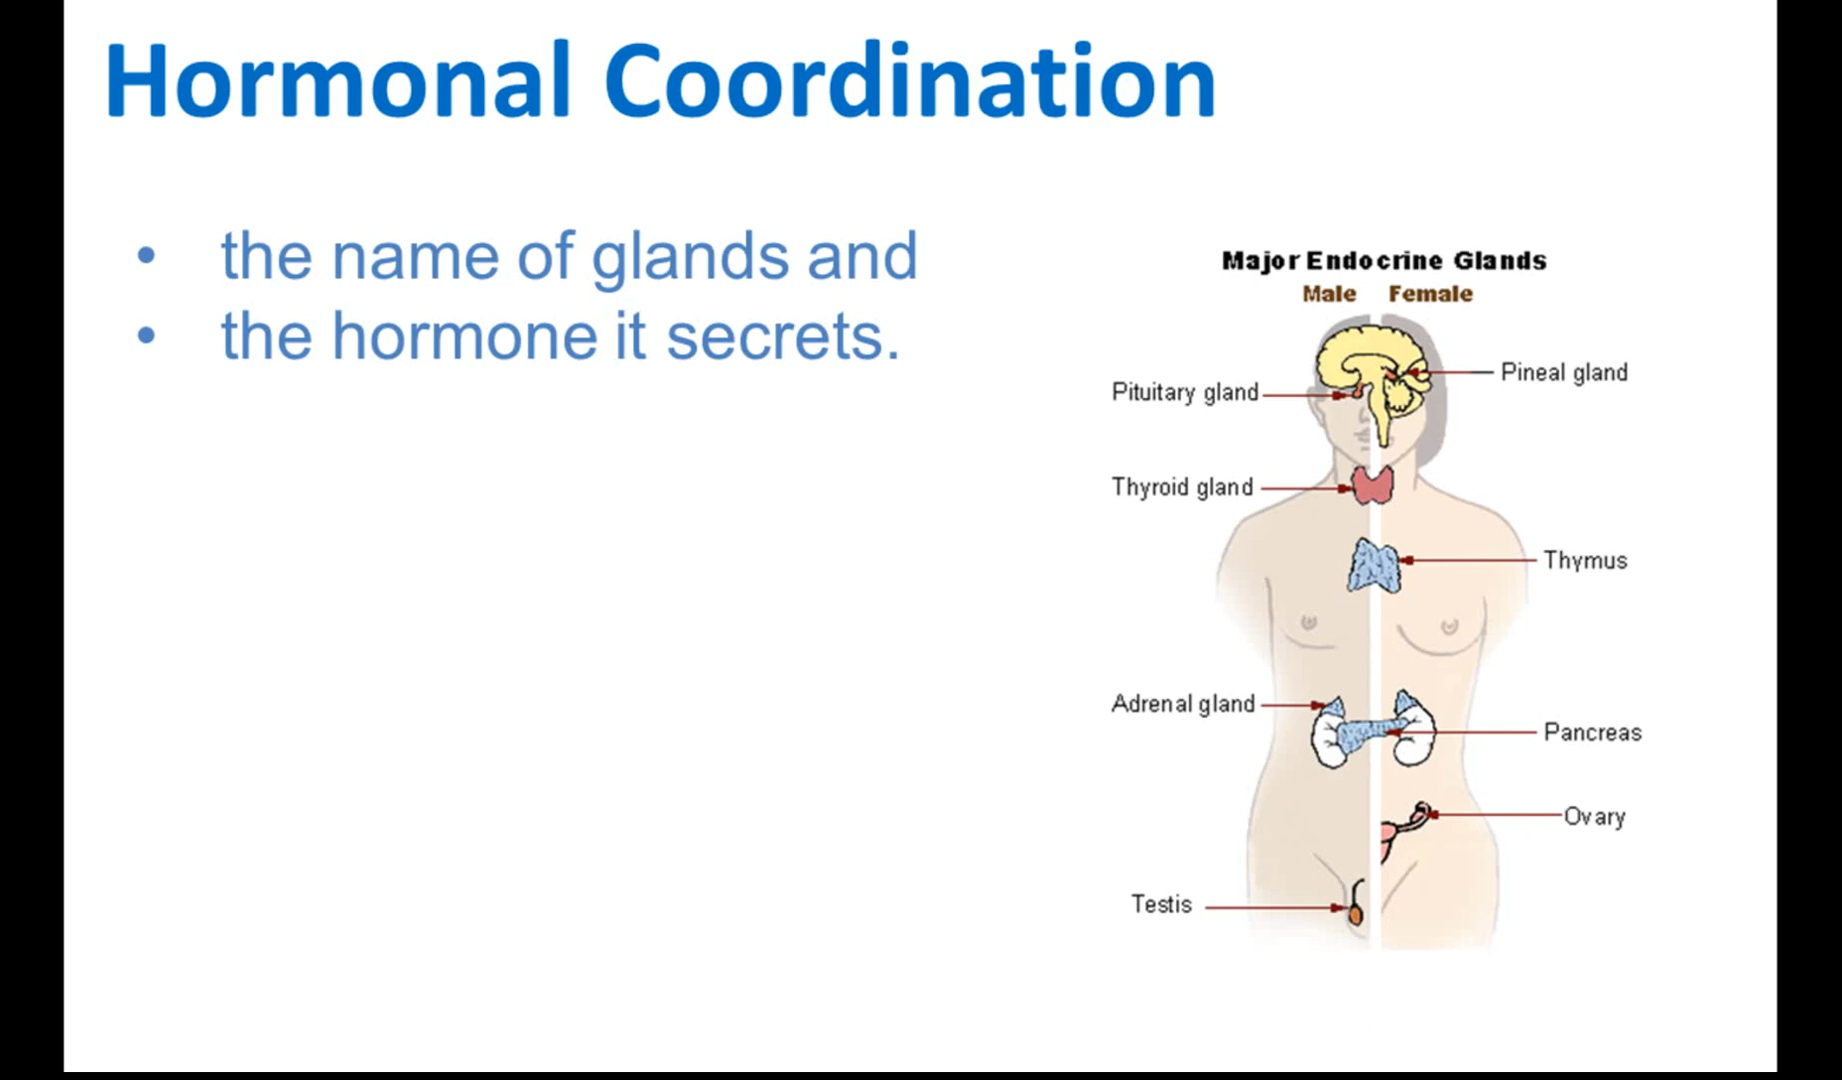 Hormonal Coordination
• the name of glands and
• the hormone it secrets.
Major Endocrine Glands
Male Female
Pineal gland
Pituitary gland
Thyroid gland
Thymus
Adrenal gland
Pancreas
Ovary
Testis